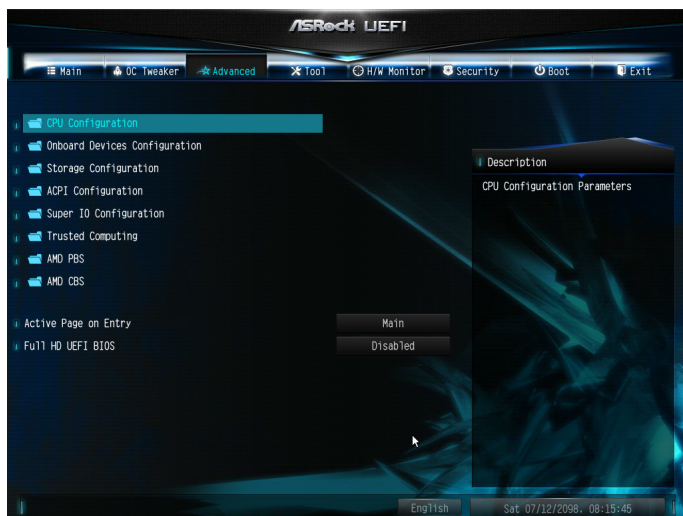 ASRock UEFI
Main OC Tweaker Advanced Tool H/W Monitor Security Boot Exit
CPU Configuration
Onboard Devices Configuration
Storage Configuration
ACPI Configuration
Super IO Configuration
Trusted Computing
AMD PBS
AMD CBS
Active Page on Entry Main
Full HD UEFI BIOS Disabled
Description
CPU Configuration Parameters
English Sat 07/12/2098. 08:15:45